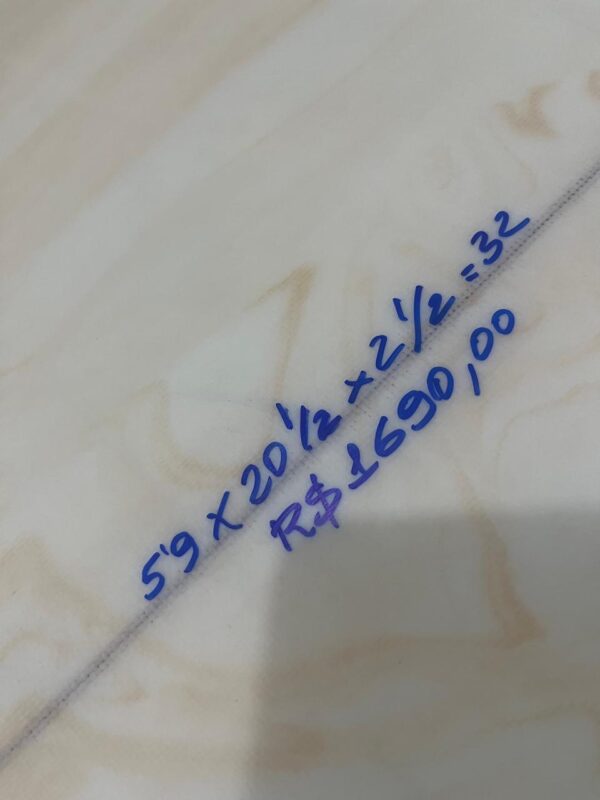 5'9 x 20 1/2 x 2 1/2 = 32
R$ 1690,00